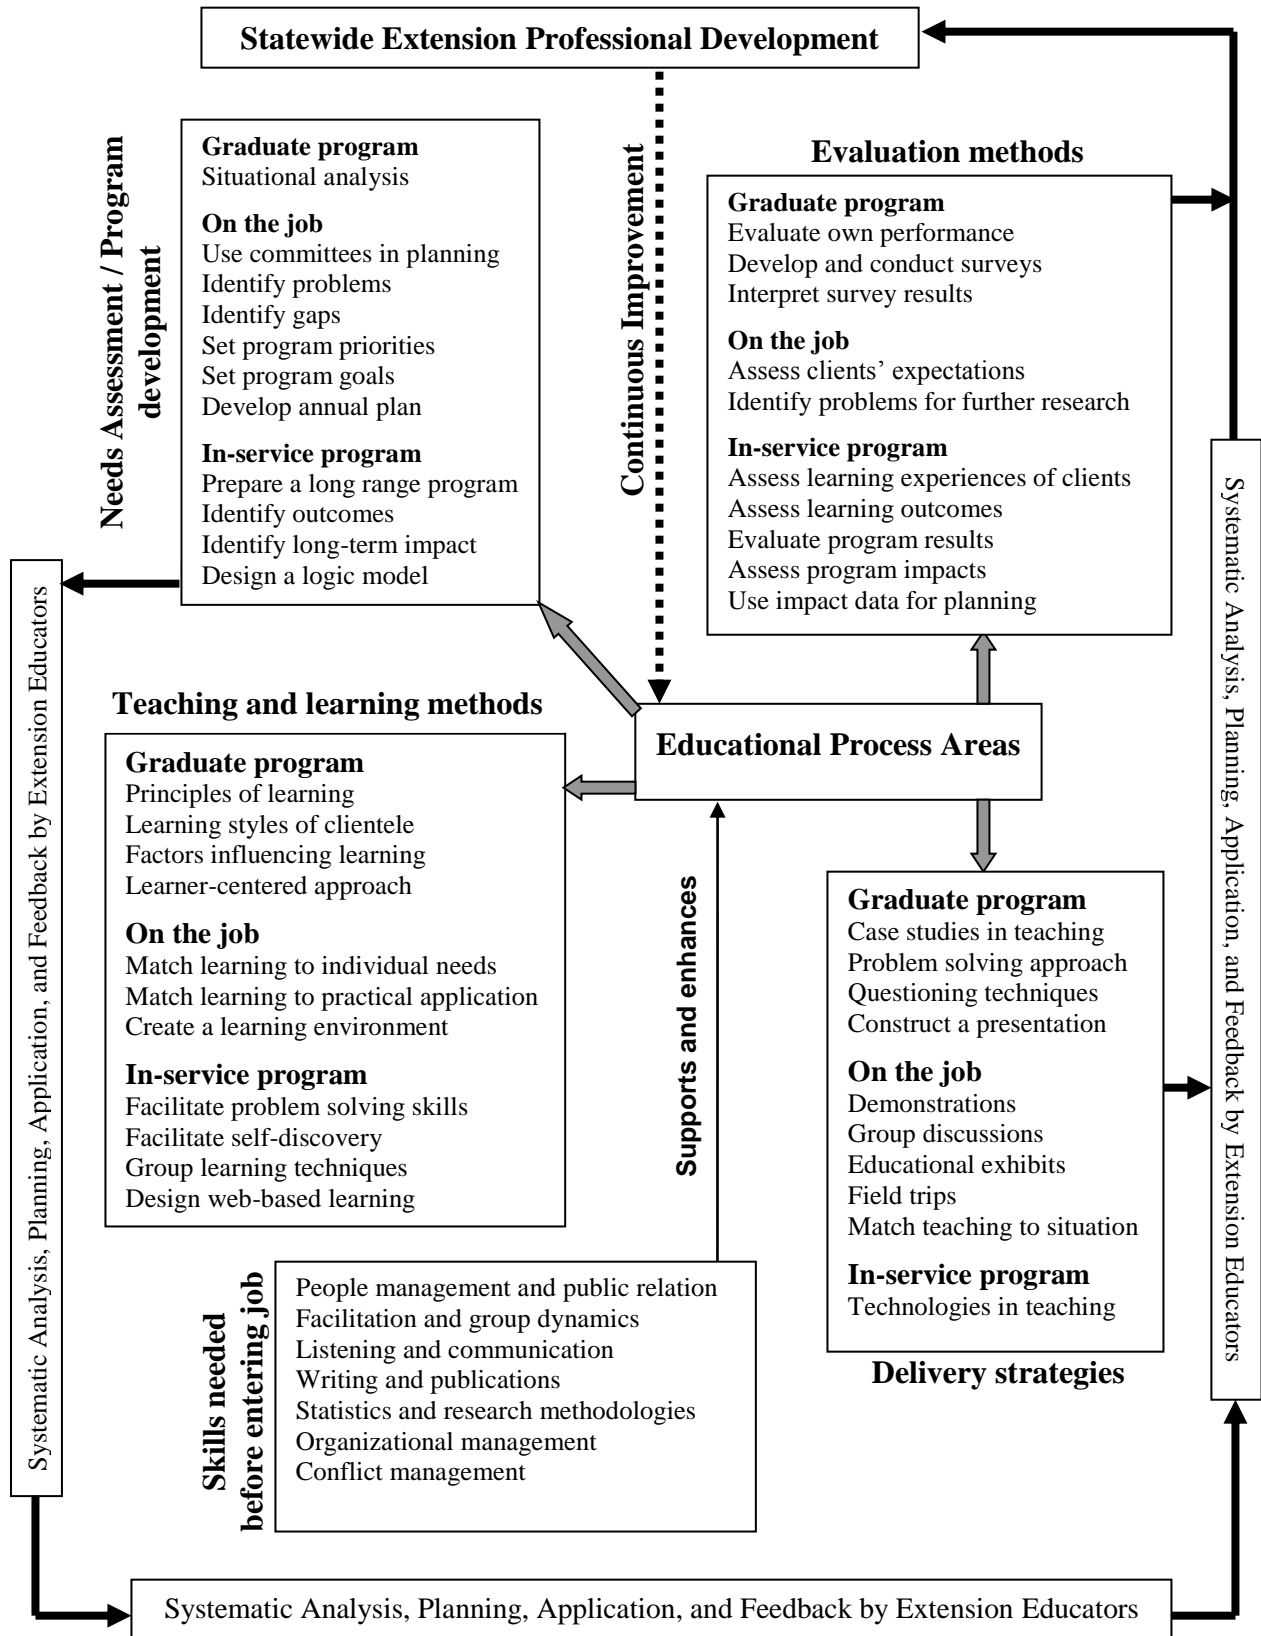 Statewide Extension Professional Development
Needs Assessment / Program
development
Graduate program
Situational analysis
On the job
Use committees in planning
Identify problems
Identify gaps
Set program priorities
Set program goals
Develop annual plan
In-service program
Prepare a long range program
Identify outcomes
Identify long-term impact
Design a logic model
Continuous Improvement
Evaluation methods
Graduate program
Evaluate own performance
Develop and conduct surveys
Interpret survey results
On the job
Assess clients’ expectations
Identify problems for further research
In-service program
Assess learning experiences of clients
Assess learning outcomes
Evaluate program results
Assess program impacts
Use impact data for planning
Educational Process Areas
Teaching and learning methods
Graduate program
Principles of learning
Learning styles of clientele
Factors influencing learning
Learner-centered approach
On the job
Match learning to individual needs
Match learning to practical application
Create a learning environment
In-service program
Facilitate problem solving skills
Facilitate self-discovery
Group learning techniques
Design web-based learning
Supports and enhances
Graduate program
Case studies in teaching
Problem solving approach
Questioning techniques
Construct a presentation
On the job
Demonstrations
Group discussions
Educational exhibits
Field trips
Match teaching to situation
In-service program
Technologies in teaching
Delivery strategies
Skills needed
before entering job
People management and public relation
Facilitation and group dynamics
Listening and communication
Writing and publications
Statistics and research methodologies
Organizational management
Conflict management
Systematic Analysis, Planning, Application, and Feedback by Extension Educators
Systematic Analysis, Planning, Application, and Feedback by Extension Educators
Systematic Analysis, Planning, Application, and Feedback by Extension Educators